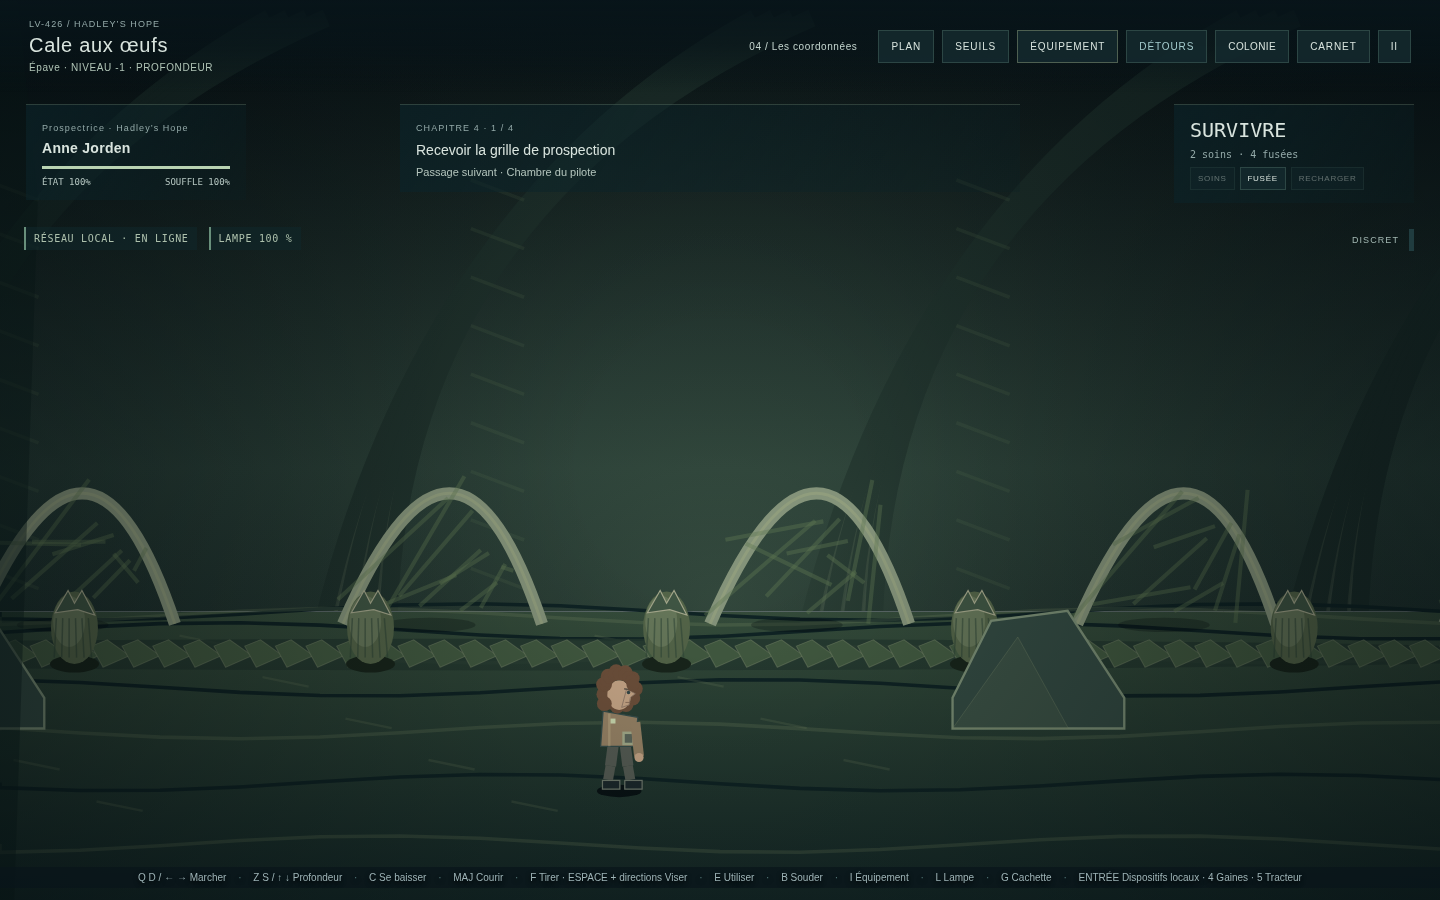 LV-426 / HADLEY'S HOPE
Cale aux œufs
Épave · NIVEAU -1 · PROFONDEUR
04 / Les coordonnées
PLAN
SEUILS
ÉQUIPEMENT
DÉTOURS
COLONIE
CARNET
II
Prospectrice · Hadley's Hope
Anne Jorden
ÉTAT 100%
SOUFFLE 100%
CHAPITRE 4 · 1 / 4
Recevoir la grille de prospection
Passage suivant · Chambre du pilote
SURVIVRE
2 soins · 4 fusées
SOINS
FUSÉE
RECHARGER
RÉSEAU LOCAL · EN LIGNE
LAMPE 100 %
DISCRET
Q D / ← → Marcher · Z S / ↑ ↓ Profondeur · C Se baisser · MAJ Courir · F Tirer · ESPACE + directions Viser · E Utiliser · B Souder · I Équipement · L Lampe · G Cachette · ENTRÉE Dispositifs locaux · 4 Gaines · 5 Tracteur